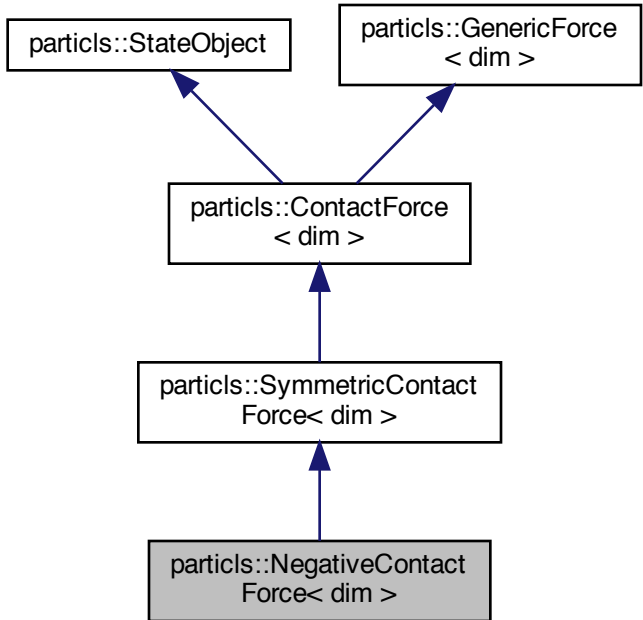 particls::StateObject
particls::GenericForce
< dim >
particls::ContactForce
< dim >
particls::SymmetricContact
Force< dim >
particls::NegativeContact
Force< dim >